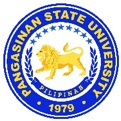 PANGASINAN STATE UNIVERSITY
PILIPINAS
• 1979 •